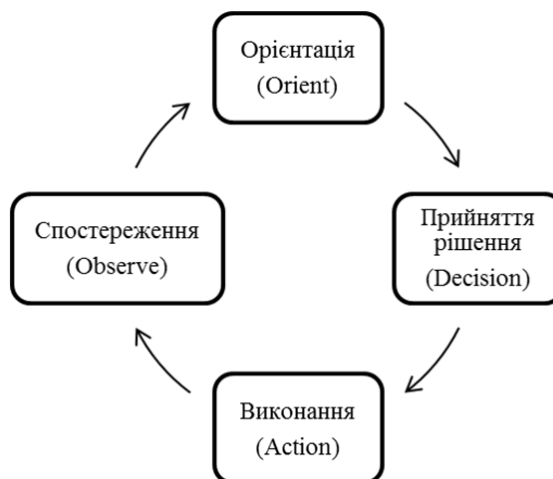 Орієнтація
(Orient)
Спостереження
(Observe)
Прийняття
рішення
(Decision)
Виконання
(Action)